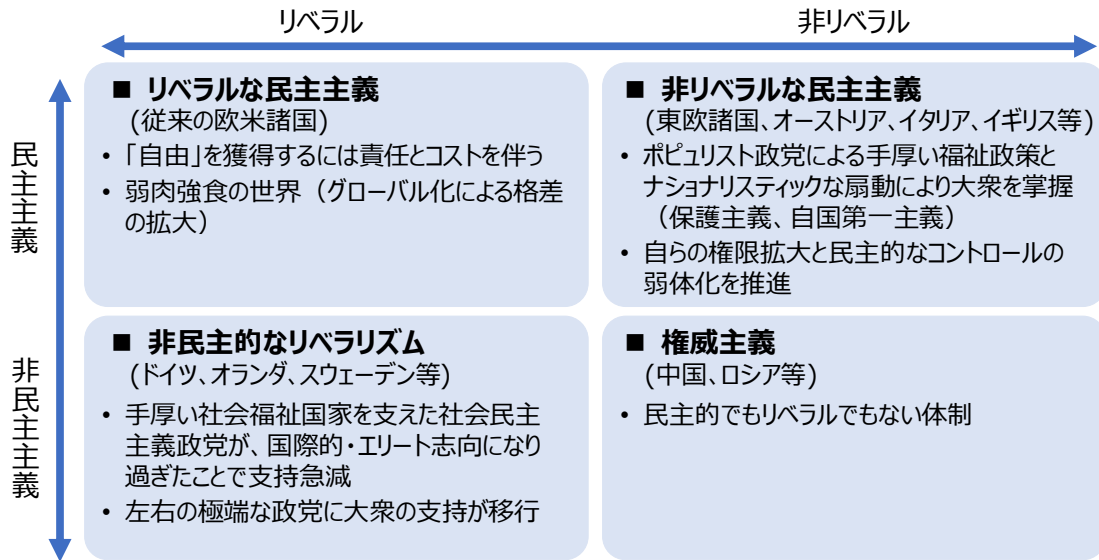 リベラル
非リベラル
民主主義
非民主主義
■ リベラルな民主主義
(従来の欧米諸国)
• 「自由」を獲得するには責任とコストを伴う
• 弱肉強食の世界（グローバル化による格差
の拡大）
■ 非リベラルな民主主義
(東欧諸国、オーストリア、イタリア、イギリス等)
• ポピュリスト政党による手厚い福祉政策と
ナショナリスティックな扇動により大衆を掌握
（保護主義、自国第一主義）
• 自らの権限拡大と民主的なコントロールの
弱体化を推進
■ 非民主的なリベラリズム
(ドイツ、オランダ、スウェーデン等)
• 手厚い社会福祉国家を支えた社会民主
主義政党が、国際的・エリート志向になり
過ぎたことで支持急減
• 左右の極端な政党に大衆の支持が移行
■ 権威主義
(中国、ロシア等)
• 民主的でもリベラルでもない体制